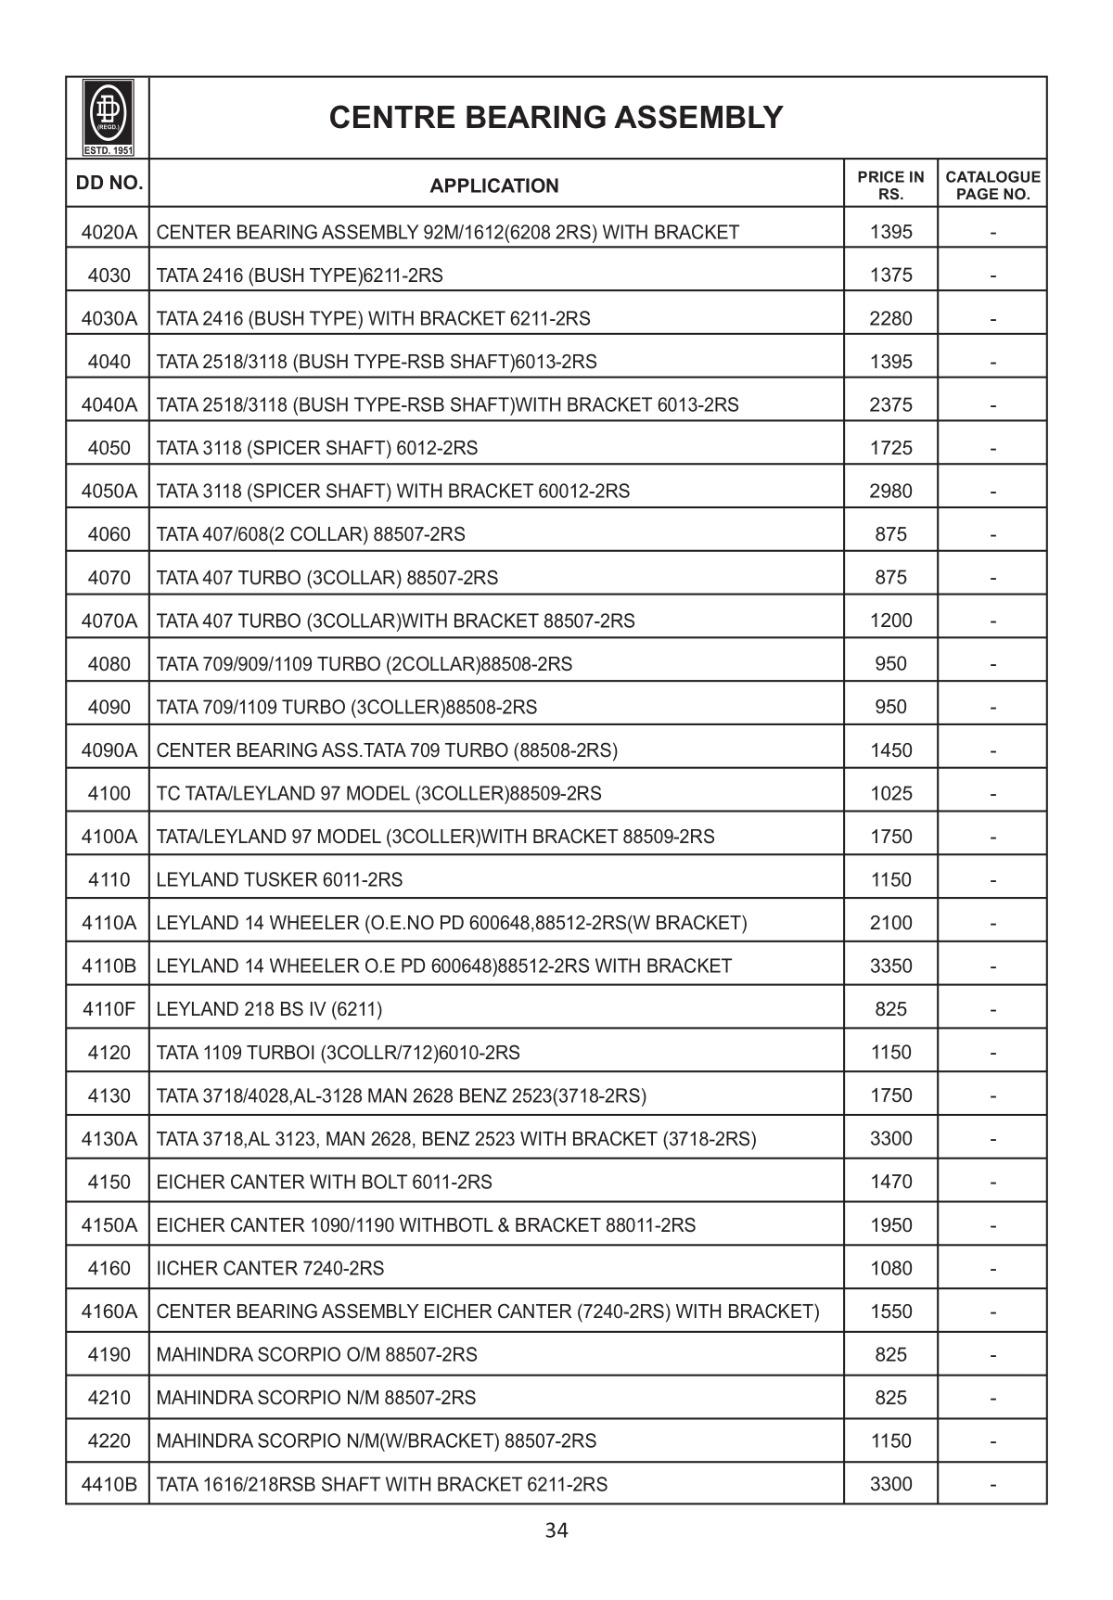 DD
(REGD.)
ESTD. 1951
CENTRE BEARING ASSEMBLY
DD NO. APPLICATION PRICE IN RS. CATALOGUE PAGE NO.
4020A CENTER BEARING ASSEMBLY 92M/1612(6208 2RS) WITH BRACKET 1395 -
4030 TATA 2416 (BUSH TYPE)6211-2RS 1375 -
4030A TATA 2416 (BUSH TYPE) WITH BRACKET 6211-2RS 2280 -
4040 TATA 2518/3118 (BUSH TYPE-RSB SHAFT)6013-2RS 1395 -
4040A TATA 2518/3118 (BUSH TYPE-RSB SHAFT)WITH BRACKET 6013-2RS 2375 -
4050 TATA 3118 (SPICER SHAFT) 6012-2RS 1725 -
4050A TATA 3118 (SPICER SHAFT) WITH BRACKET 60012-2RS 2980 -
4060 TATA 407/608(2 COLLAR) 88507-2RS 875 -
4070 TATA 407 TURBO (3COLLAR) 88507-2RS 875 -
4070A TATA 407 TURBO (3COLLAR)WITH BRACKET 88507-2RS 1200 -
4080 TATA 709/909/1109 TURBO (2COLLAR)88508-2RS 950 -
4090 TATA 709/1109 TURBO (3COLLER)88508-2RS 950 -
4090A CENTER BEARING ASS.TATA 709 TURBO (88508-2RS) 1450 -
4100 TC TATA/LEYLAND 97 MODEL (3COLLER)88509-2RS 1025 -
4100A TATA/LEYLAND 97 MODEL (3COLLER)WITH BRACKET 88509-2RS 1750 -
4110 LEYLAND TUSKER 6011-2RS 1150 -
4110A LEYLAND 14 WHEELER (O.E.NO PD 600648,88512-2RS(W BRACKET) 2100 -
4110B LEYLAND 14 WHEELER O.E PD 600648)88512-2RS WITH BRACKET 3350 -
4110F LEYLAND 218 BS IV (6211) 825 -
4120 TATA 1109 TURBOI (3COLLR/712)6010-2RS 1150 -
4130 TATA 3718/4028,AL-3128 MAN 2628 BENZ 2523(3718-2RS) 1750 -
4130A TATA 3718,AL 3123, MAN 2628, BENZ 2523 WITH BRACKET (3718-2RS) 3300 -
4150 EICHER CANTER WITH BOLT 6011-2RS 1470 -
4150A EICHER CANTER 1090/1190 WITHBOTL & BRACKET 88011-2RS 1950 -
4160 IICHER CANTER 7240-2RS 1080 -
4160A CENTER BEARING ASSEMBLY EICHER CANTER (7240-2RS) WITH BRACKET) 1550 -
4190 MAHINDRA SCORPIO O/M 88507-2RS 825 -
4210 MAHINDRA SCORPIO N/M 88507-2RS 825 -
4220 MAHINDRA SCORPIO N/M(W/BRACKET) 88507-2RS 1150 -
4410B TATA 1616/218RSB SHAFT WITH BRACKET 6211-2RS 3300 -
34